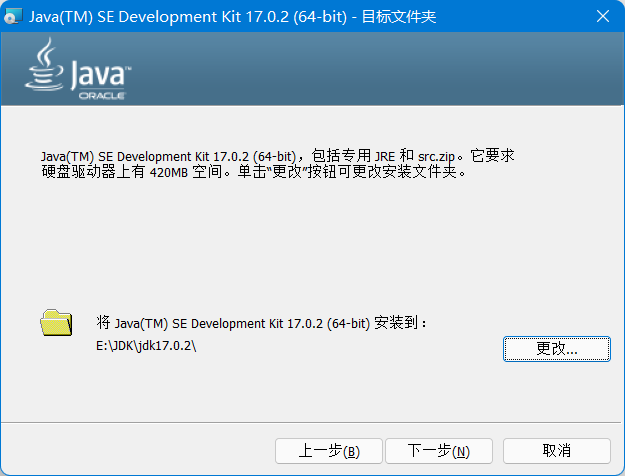 Java(TM) SE Development Kit 17.0.2 (64-bit) - 目标文件夹
Java™
ORACLE
Java(TM) SE Development Kit 17.0.2 (64-bit)，包括专用 JRE 和 src.zip。它要求
硬盘驱动器上有 420MB 空间。单击“更改”按钮可更改安装文件夹。
将 Java(TM) SE Development Kit 17.0.2 (64-bit) 安装到：
E:\JDK\jdk17.0.2\
更改...
上一步(B)
下一步(N)
取消